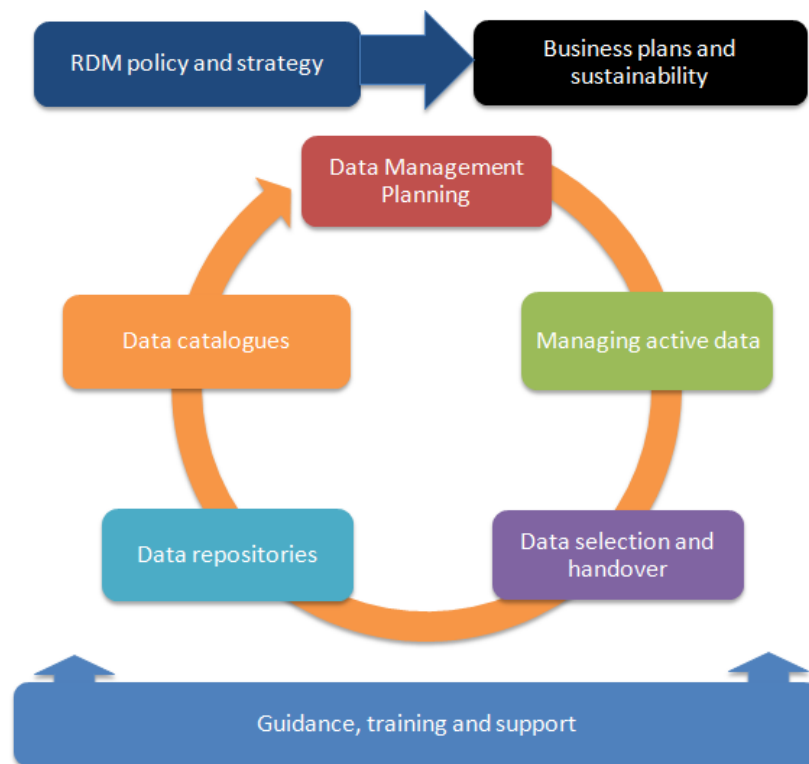 RDM policy and strategy
Business plans and
sustainability
Data Management
Planning
Data catalogues
Managing active data
Data repositories
Data selection and
handover
Guidance, training and support